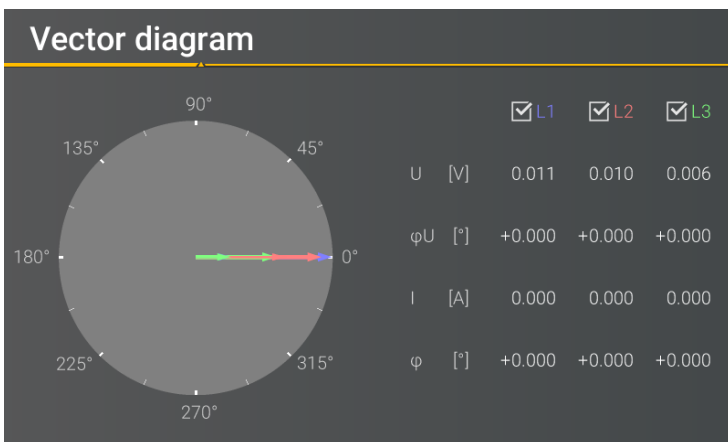 Vector diagram
90°
L1 L2 L3
135° 45°
U [V] 0.011 0.010 0.006
φU [°] +0.000 +0.000 +0.000
180° 0°
I [A] 0.000 0.000 0.000
225° 315°
φ [°] +0.000 +0.000 +0.000
270°